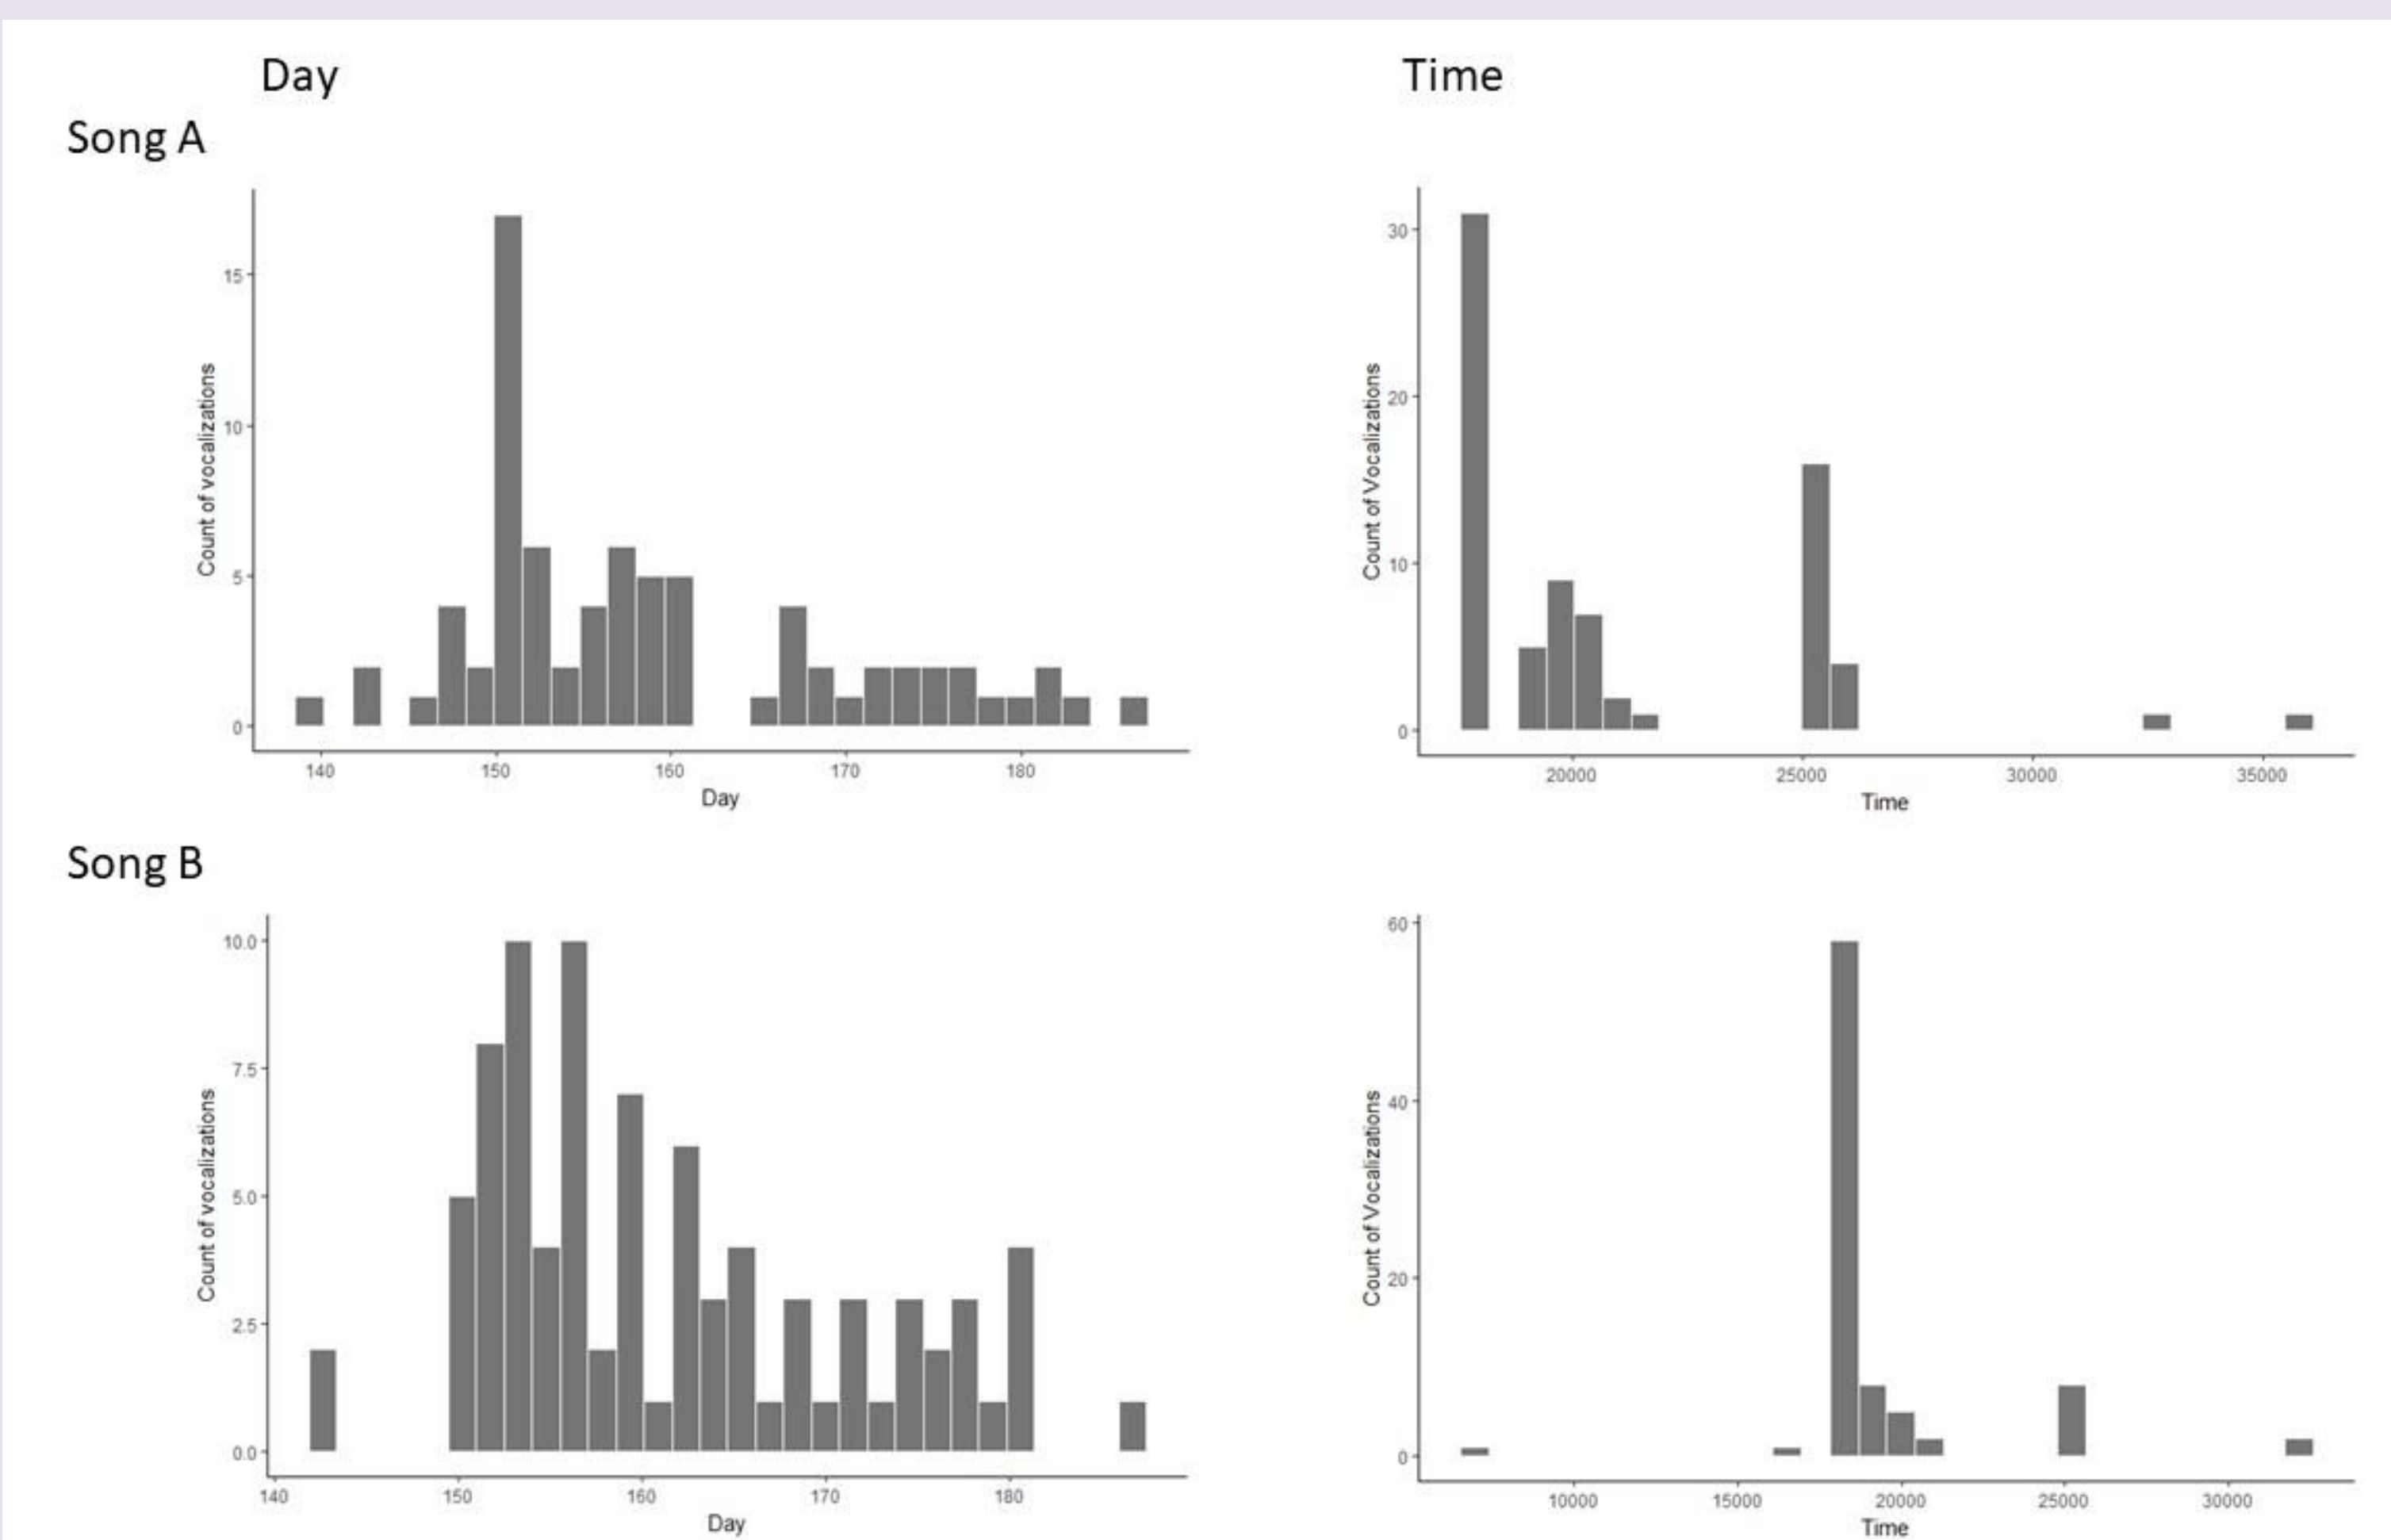 Day
Time
Song A
Count of vocalizations
15
10
5
0
140 150 160 170 180
Day
Count of Vocalizations
30
20
10
0
20000 25000 30000 35000
Time
Song B
Count of vocalizations
10.0
7.5
5.0
2.5
0.0
140 150 160 170 180
Day
Count of Vocalizations
60
40
20
0
10000 15000 20000 25000 30000
Time